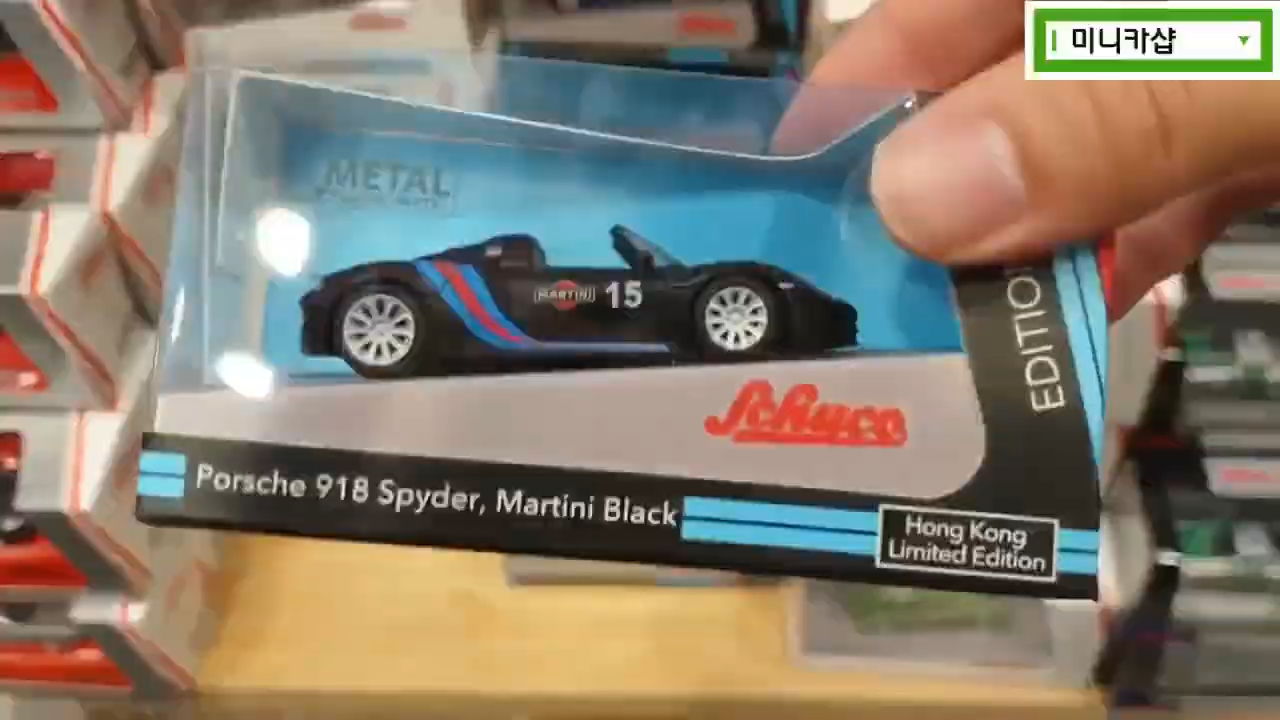 미니카샵
METAL
MARTINI 15
EDITION
Schuco
Porsche 918 Spyder, Martini Black
Hong Kong
Limited Edition